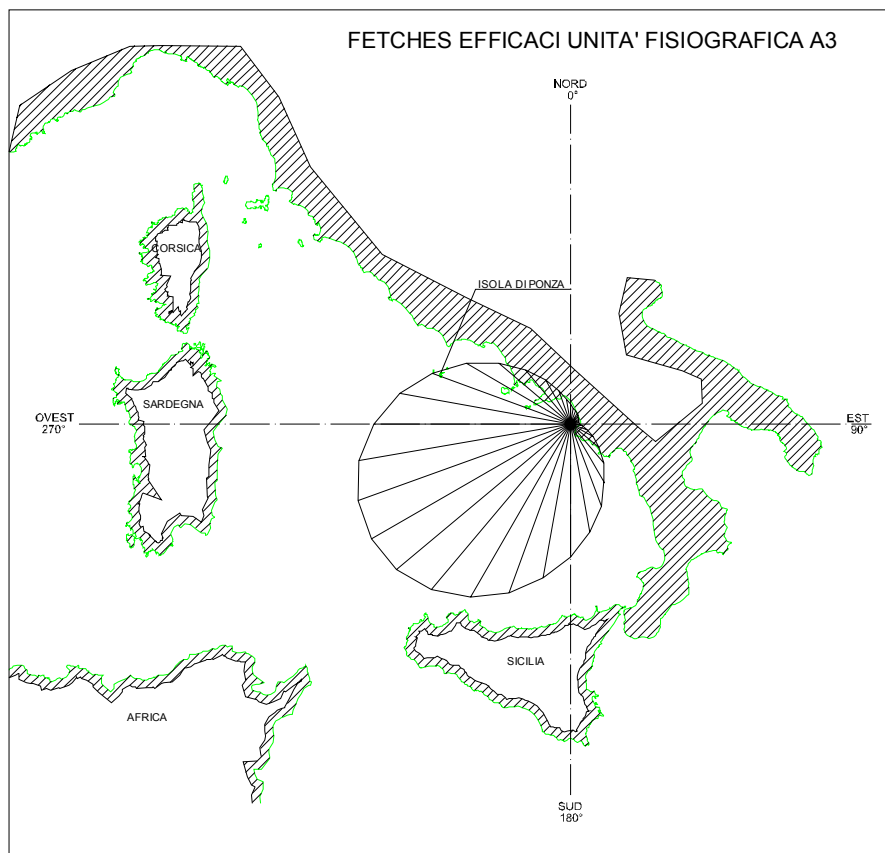 FETCHES EFFICACI UNITA' FISIOGRAFICA A3
NORD
0°
CORSICA
ISOLA DI PONZA
SARDEGNA
OVEST
270°
EST
90°
SICILIA
AFRICA
SUD
180°